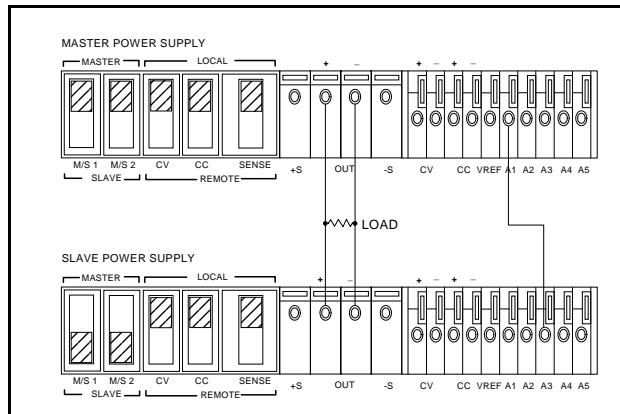 MASTER POWER SUPPLY
MASTER LOCAL + – + – + –
M/S 1 M/S 2 CV CC SENSE +S OUT -S CV CC VREF A1 A2 A3 A4 A5
SLAVE REMOTE
LOAD
SLAVE POWER SUPPLY
MASTER LOCAL + – + – + –
M/S 1 M/S 2 CV CC SENSE +S OUT -S CV CC VREF A1 A2 A3 A4 A5
SLAVE REMOTE